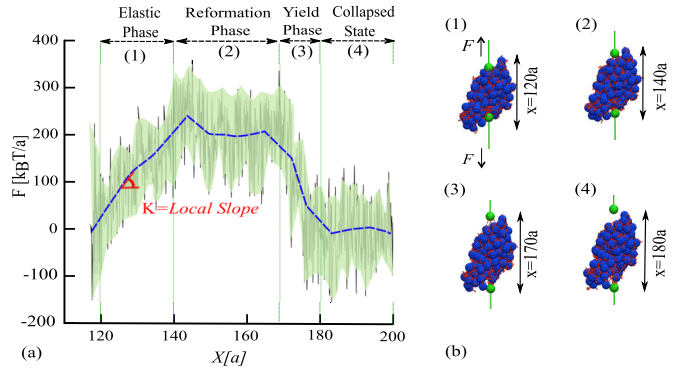 Elastic Phase
Reformation Phase
Yield Phase
Collapsed State
(1)
(2)
(3)
(4)
F [kBT/a]
400
300
200
100
0
-100
-200
K=Local Slope
120
140
160
180
200
X[a]
(a)
(1)
F
x=120a
F
(2)
x=140a
(3)
x=170a
(4)
x=180a
(b)